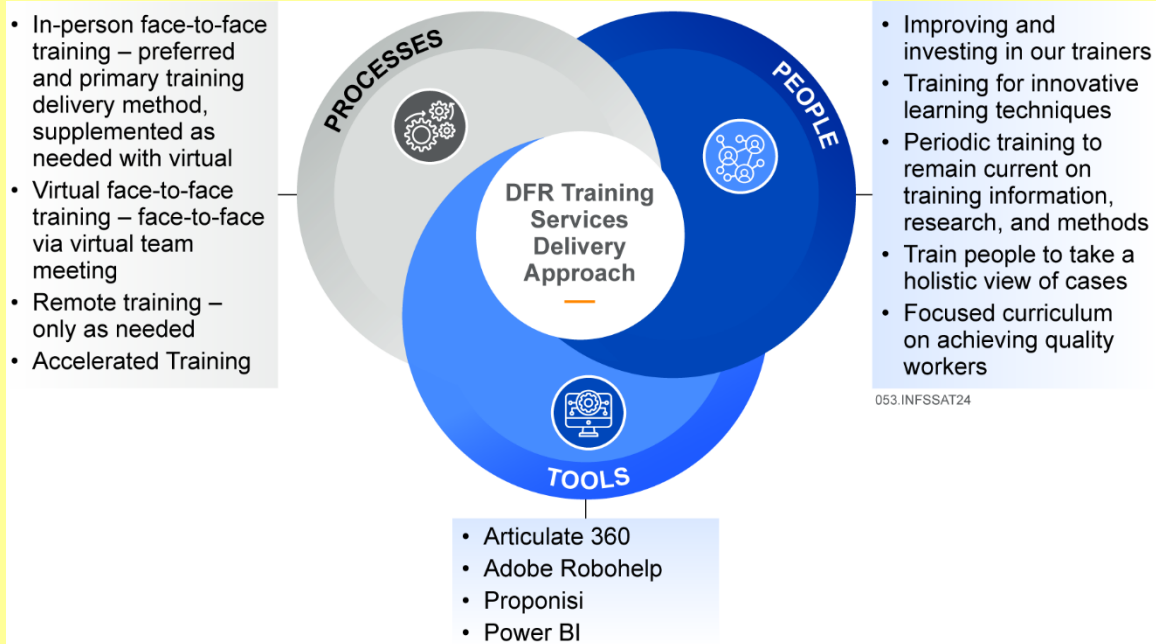 • In-person face-to-face
training – preferred
and primary training
delivery method,
supplemented as
needed with virtual
• Virtual face-to-face
training – face-to-face
via virtual team
meeting
• Remote training –
only as needed
• Accelerated Training
PROCESSES
PEOPLE
DFR Training
Services
Delivery
Approach
TOOLS
• Improving and
investing in our trainers
• Training for innovative
learning techniques
• Periodic training to
remain current on
training information,
research, and methods
• Train people to take a
holistic view of cases
• Focused curriculum
on achieving quality
workers
053.INFSSAT24
• Articulate 360
• Adobe Robohelp
• Proponisi
• Power BI